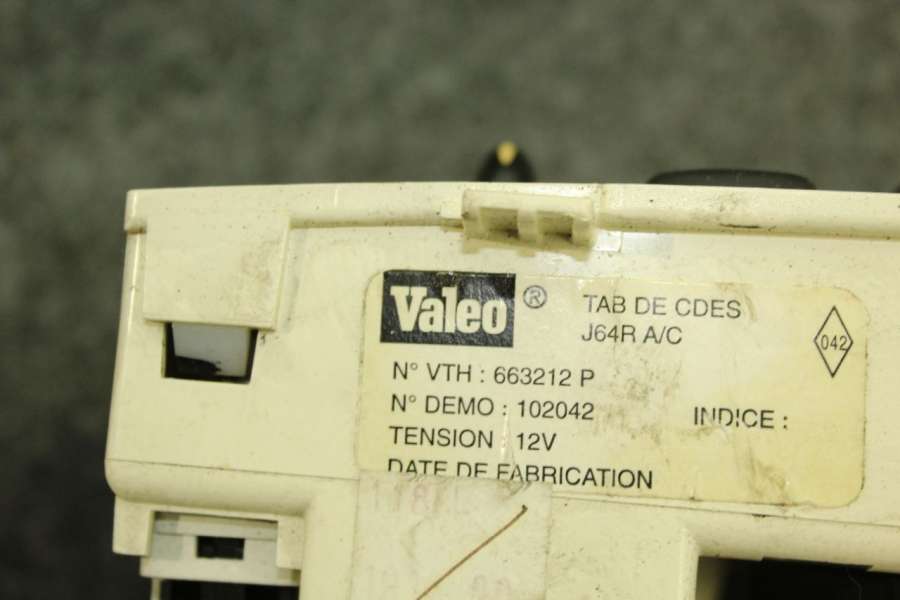 Valeo ®
TAB DE CDES
J64R A/C
042
N° VTH : 663212 P
N° DEMO : 102042
INDICE :
TENSION : 12V
DATE DE FABRICATION